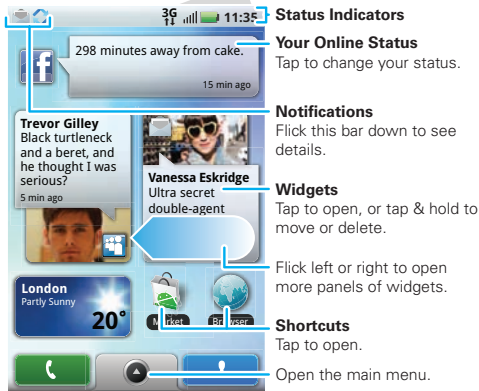 3G 11:35
298 minutes away from cake.
15 min ago
Trevor Gilley
Black turtleneck
and a beret, and
he thought I was
serious?
5 min ago
Vanessa Eskridge
Ultra secret
double-agent
London
Partly Sunny
20°
Market
Browser
Status Indicators
Your Online Status
Tap to change your status.
Notifications
Flick this bar down to see
details.
Widgets
Tap to open, or tap & hold to
move or delete.
Flick left or right to open
more panels of widgets.
Shortcuts
Tap to open.
Open the main menu.